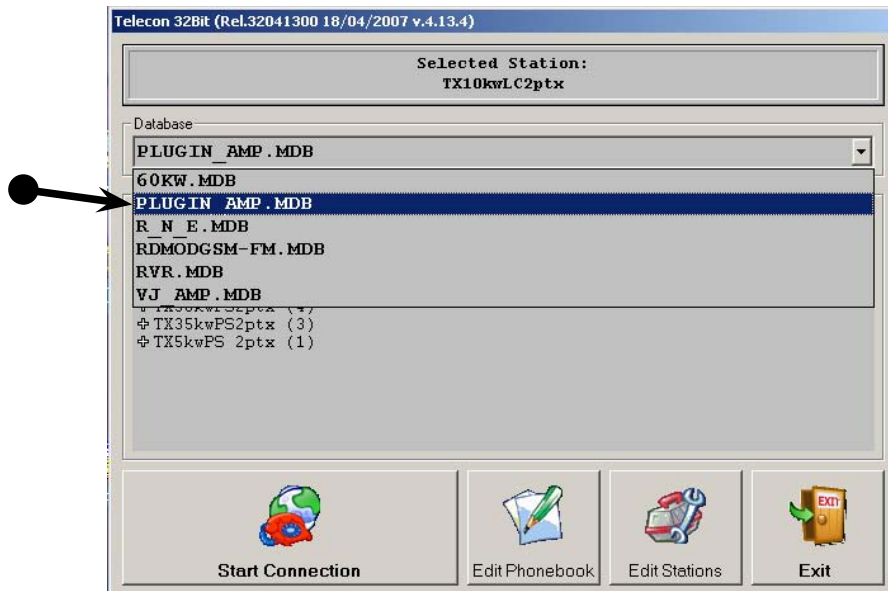 Telecon 32Bit (Rel.32041300 18/04/2007 v.4.13.4)
Selected Station:
TX10kwLC2ptx
Database
PLUGIN_AMP.MDB
60KW.MDB
PLUGIN_AMP.MDB
R_N_E.MDB
RDMODGSM-FM.MDB
RVR.MDB
VJ_AMP.MDB
TX35kwPS2ptx (3)
TX5kwPS 2ptx (1)
Start Connection
Edit Phonebook
Edit Stations
EXIT
Exit